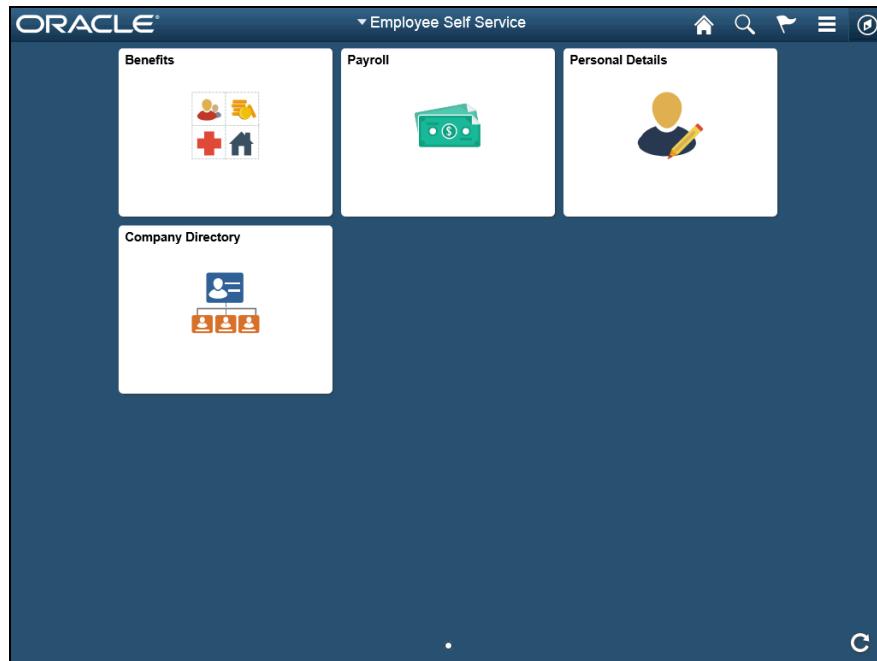 ORACLE
Employee Self Service
Benefits
Payroll
Personal Details
Company Directory